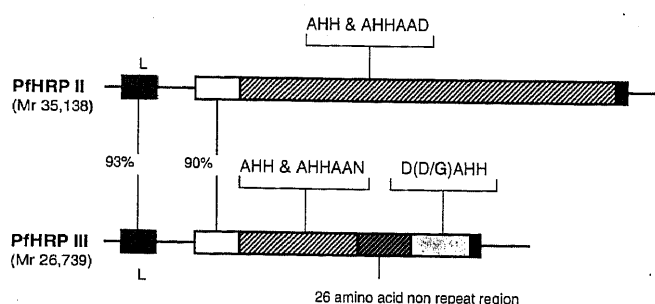 AHH & AHHAAD
L
PfHRP II
(Mr 35,138)
93%
90%
AHH & AHHAAN
D(D/G)AHH
PfHRP III
(Mr 26,739)
L
26 amino acid non repeat region